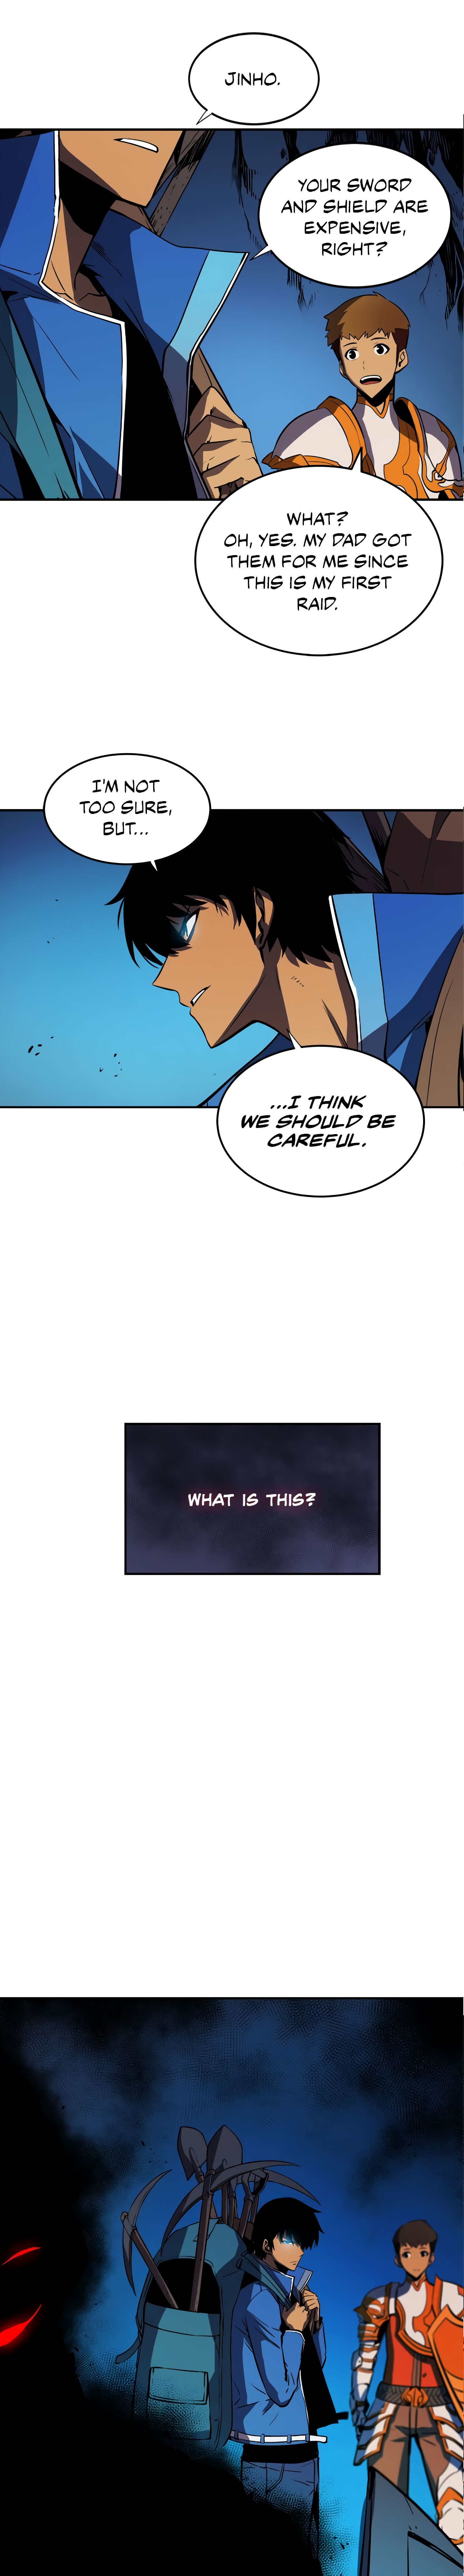 JINHO.
YOUR SWORD
AND SHIELD ARE
EXPENSIVE,
RIGHT?
WHAT?
OH, YES. MY DAD GOT
THEM FOR ME SINCE
THIS IS MY FIRST
RAID.
I'M NOT
TOO SURE,
BUT...
...I THINK
WE SHOULD BE
CAREFUL.
WHAT IS THIS?